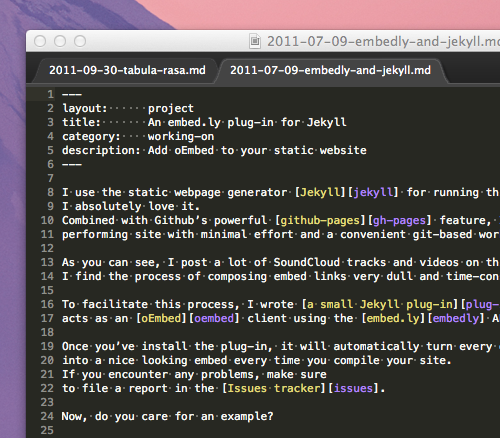 2011-07-09-embedly-and-jekyll.md
2011-09-30-tabula-rasa.md 2011-07-09-embedly-and-jekyll.md
1 ---
2 layout: project
3 title: An embed.ly plug-in for Jekyll
4 category: working-on
5 description: Add oEmbed to your static website
6 ---
7
8 I use the static webpage generator [Jekyll][jekyll] for running th
9 I absolutely love it.
10 Combined with Github's powerful [github-pages][gh-pages] feature,
11 performing site with minimal effort and a convenient git-based wor
12
13 As you can see, I post a lot of SoundCloud tracks and videos on th
14 I find the process of composing embed links very dull and time-con
15
16 To facilitate this process, I wrote [a small Jekyll plug-in][plug-
17 acts as an [oEmbed][oembed] client using the [embed.ly][embedly] A
18
19 Once you've install the plug-in, it will automatically turn every
20 into a nice looking embed every time you compile your site.
21 If you encounter any problems, make sure
22 to file a report in the [Issues tracker][issues].
23
24 Now, do you care for an example?
25